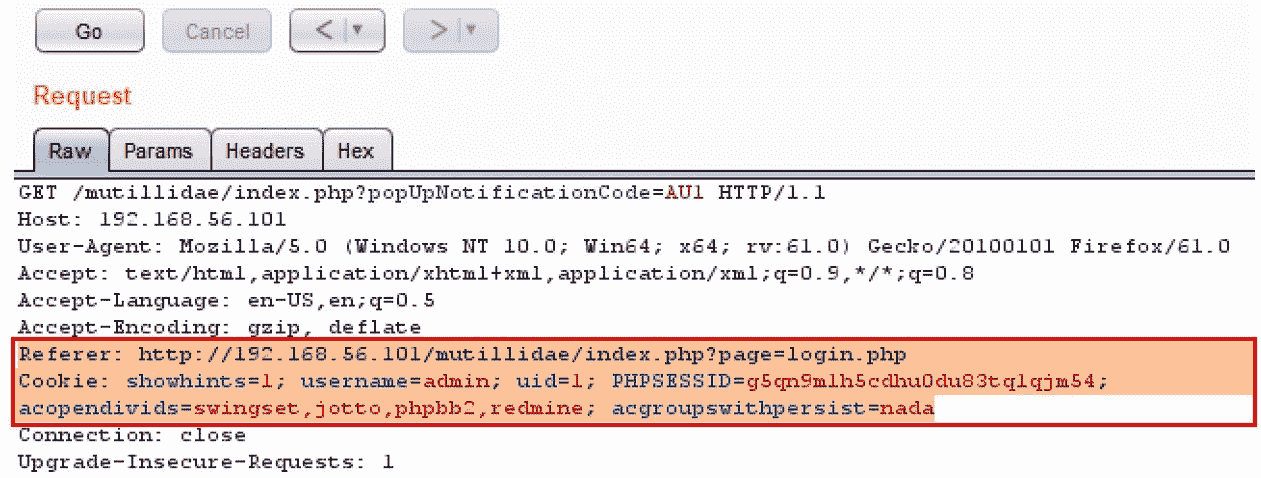 Go Cancel < >
Request
Raw Params Headers Hex
GET /mutillidae/index.php?popUpNotificationCode=AU1 HTTP/1.1
Host: 192.168.56.101
User-Agent: Mozilla/5.0 (Windows NT 10.0; Win64; x64; rv:61.0) Gecko/20100101 Firefox/61.0
Accept: text/html,application/xhtml+xml,application/xml;q=0.9,*/*;q=0.8
Accept-Language: en-US,en;q=0.5
Accept-Encoding: gzip, deflate
Referer: http://192.168.56.101/mutillidae/index.php?page=login.php
Cookie: showhints=1; username=admin; uid=1; PHPSESSID=g5qn9m1h5cdhu0du83tq1qjm54;
acopendivids=swingset,jotto,phpbb2,redmine; acgroupswithpersist=nada
Connection: close
Upgrade-Insecure-Requests: 1